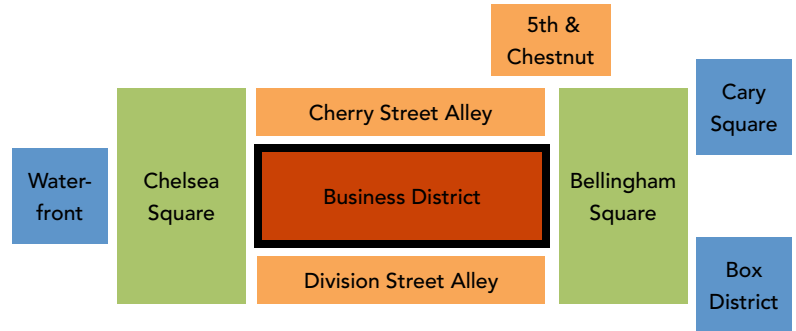 5th &
Chestnut
Cary
Square
Cherry Street Alley
Water-
front
Chelsea
Square
Business District
Bellingham
Square
Division Street Alley
Box
District